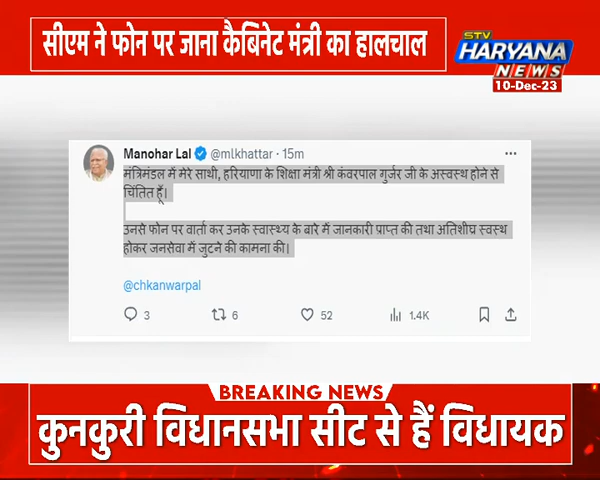 सीएम ने फोन पर जाना कैबिनेट मंत्री का हालचाल
STV
HARYANA
NEWS
10-Dec-23
Manohar Lal @mlkhattar · 15m
मंत्रिमंडल में मेरे साथी, हरियाणा के शिक्षा मंत्री श्री कंवरपाल गुर्जर जी के अस्वस्थ होने से
चिंतित हूँ।
उनसे फोन पर वार्ता कर उनके स्वास्थ्य के बारे में जानकारी प्राप्त की तथा अतिशीघ्र स्वस्थ
होकर जनसेवा में जुटने की कामना की।
@chkanwarpal
3 6 52 1.4K
BREAKING NEWS
कुनकुरी विधानसभा सीट से हैं विधायक